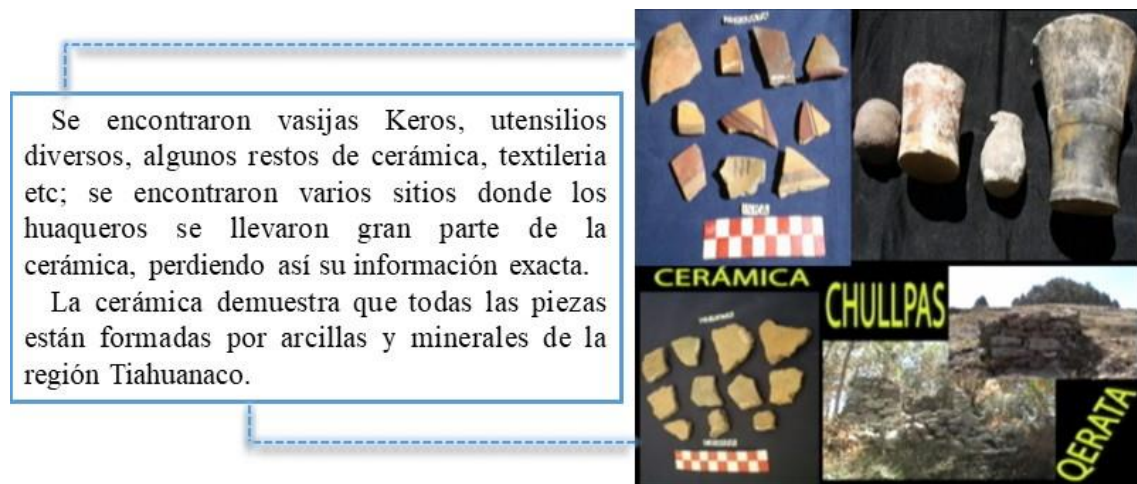 Se encontraron vasijas Keros, utensilios
diversos, algunos restos de cerámica, textileria
etc; se encontraron varios sitios donde los
huaqueros se llevaron gran parte de la
cerámica, perdiendo así su información exacta.
La cerámica demuestra que todas las piezas
están formadas por arcillas y minerales de la
región Tiahuanaco.
INKA
CERÁMICA
CHULLPAS
QERATA